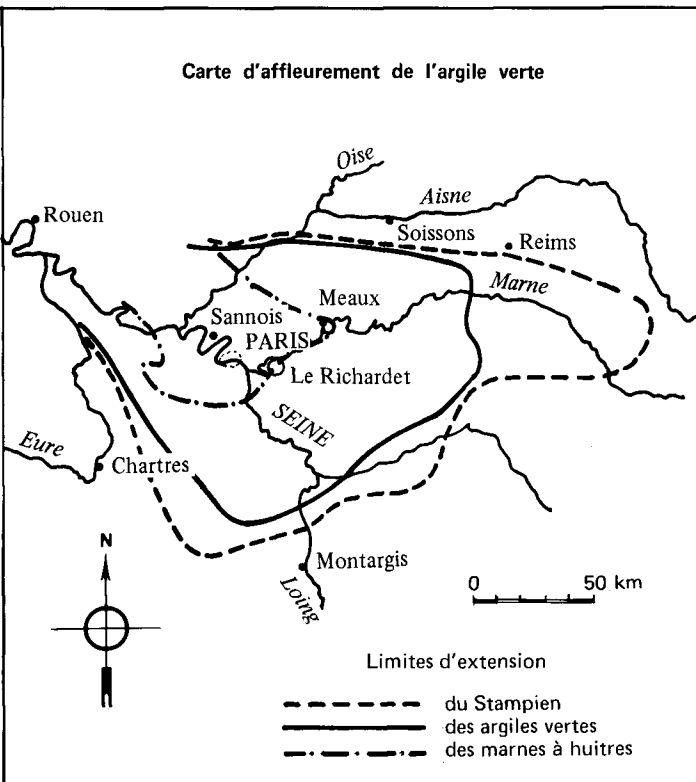 Carte d'affleurement de l'argile verte
Oise
Aisne
Rouen
Soissons
Reims
Marne
Meaux
Sannois
PARIS
Le Richardet
SEINE
Eure
Chartres
N
Montargis
Loing
0 50 km
Limites d'extension
du Stampien
des argiles vertes
des marnes à huitres